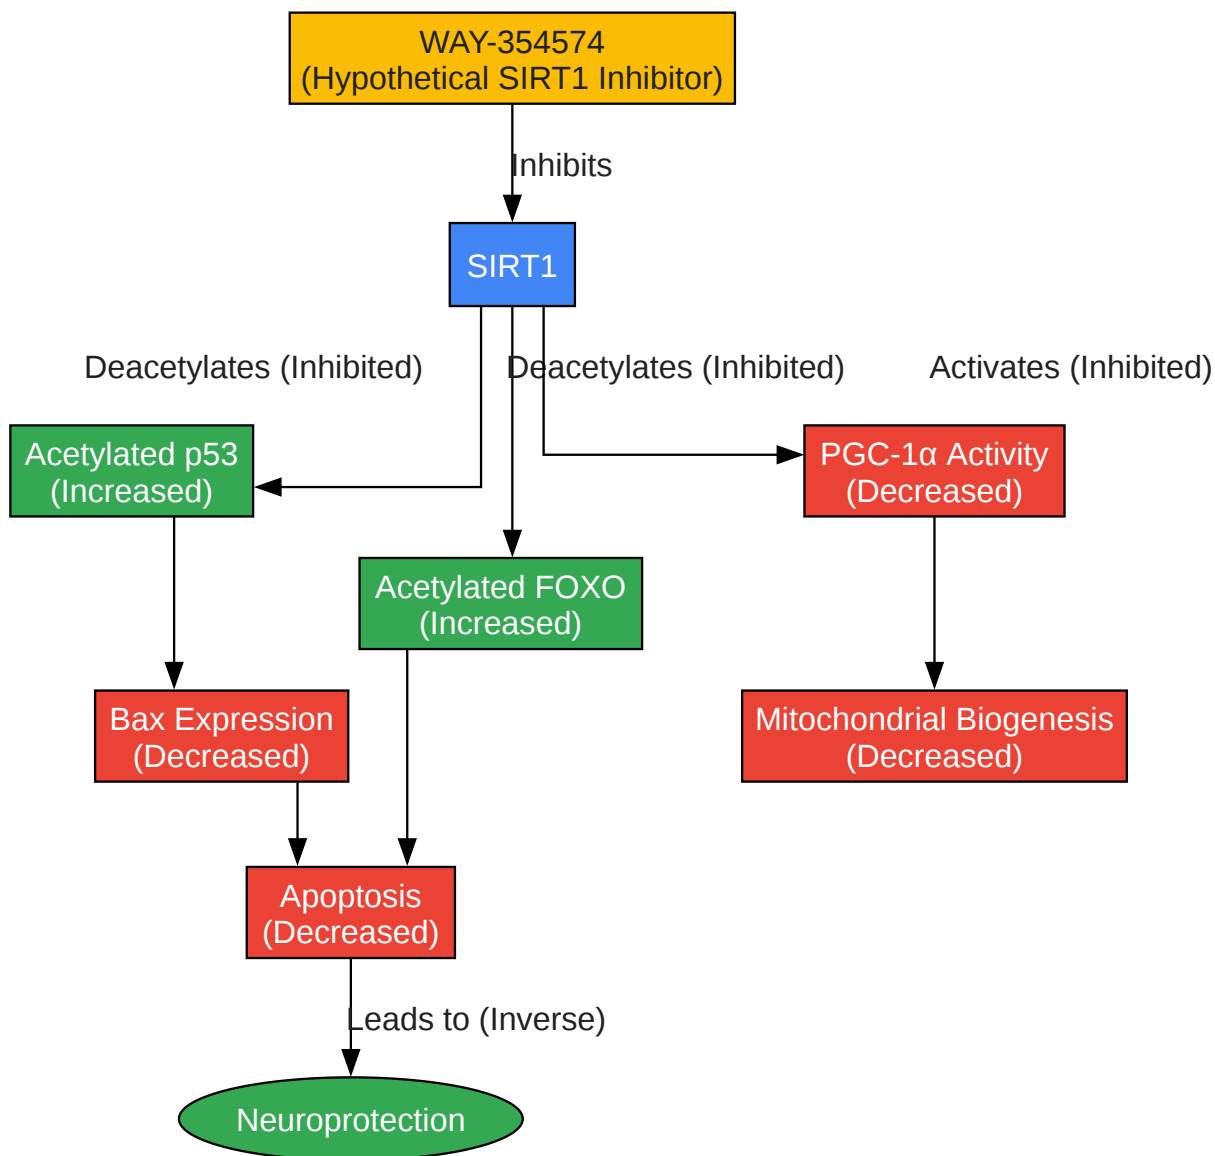 WAY-354574
(Hypothetical SIRT1 Inhibitor)
Inhibits
SIRT1
Deacetylates (Inhibited)
Deacetylates (Inhibited)
Activates (Inhibited)
Acetylated p53
(Increased)
PGC-1α Activity
(Decreased)
Acetylated FOXO
(Increased)
Bax Expression
(Decreased)
Mitochondrial Biogenesis
(Decreased)
Apoptosis
(Decreased)
Leads to (Inverse)
Neuroprotection